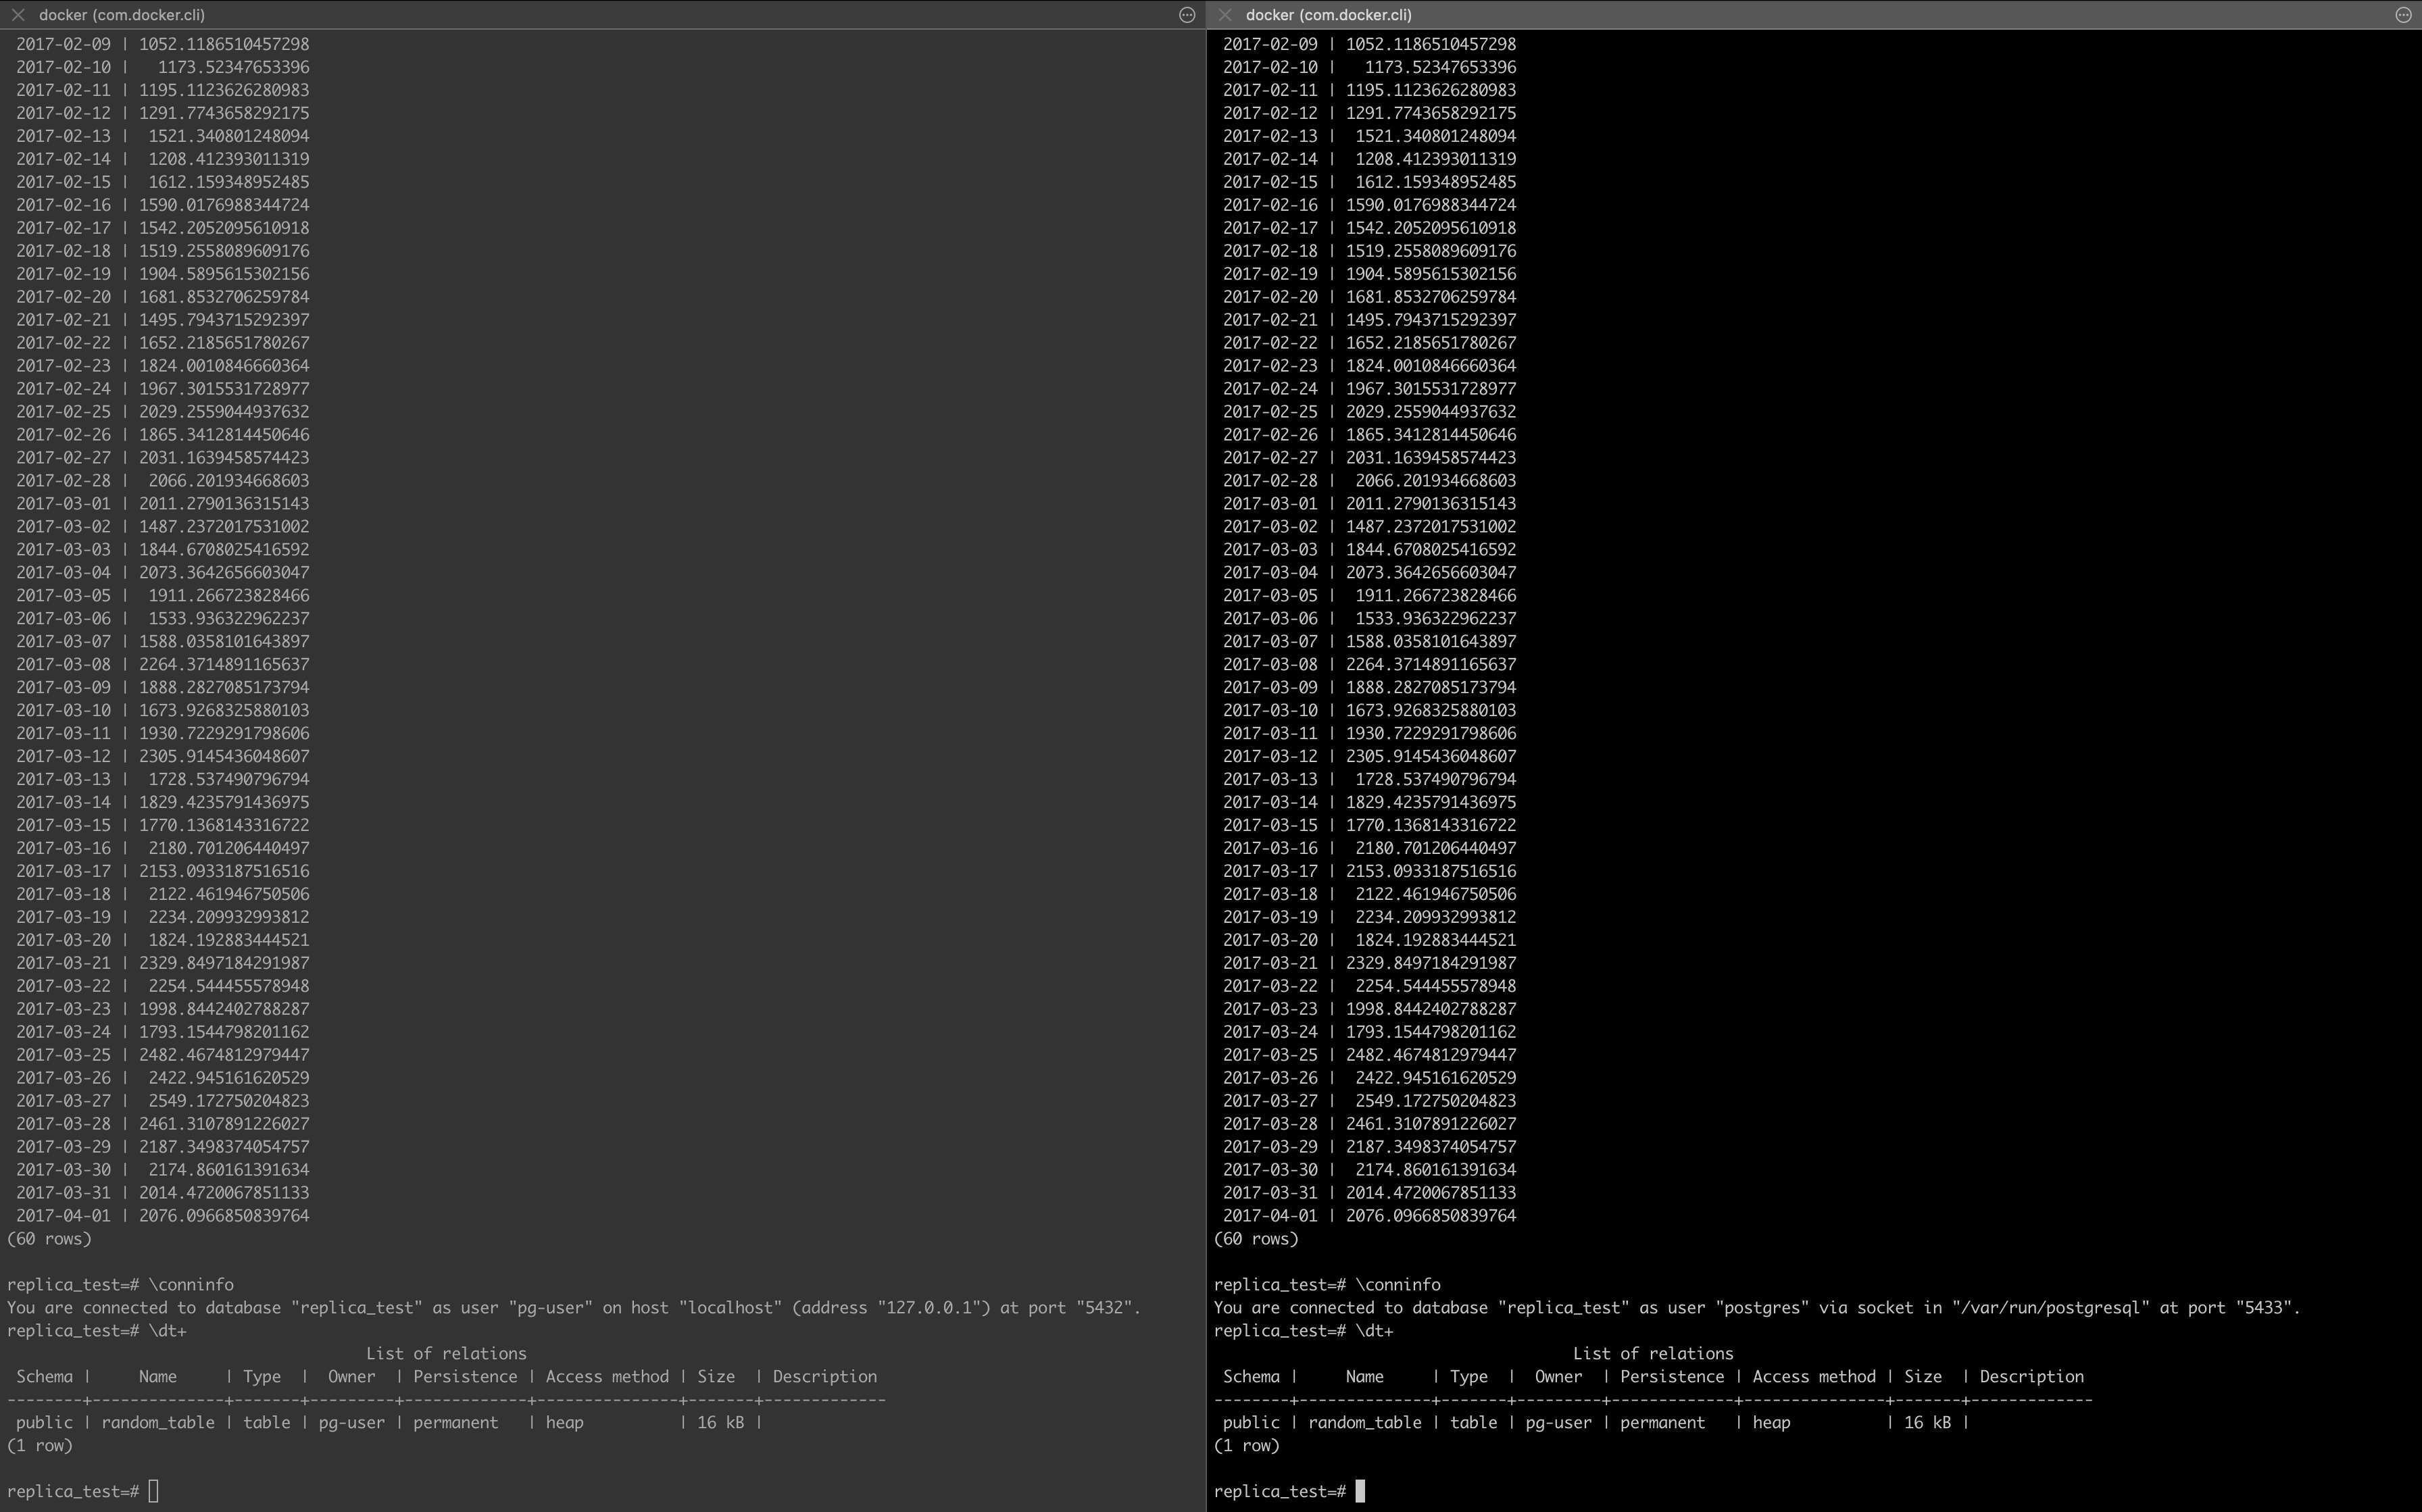 docker (com.docker.cli)
 2017-02-09 | 1052.1186510457298
 2017-02-10 |   1173.52347653396
 2017-02-11 | 1195.1123626280983
 2017-02-12 | 1291.7743658292175
 2017-02-13 |  1521.340801248094
 2017-02-14 |  1208.412393011319
 2017-02-15 |  1612.159348952485
 2017-02-16 | 1590.0176988344724
 2017-02-17 | 1542.2052095610918
 2017-02-18 | 1519.2558089609176
 2017-02-19 | 1904.5895615302156
 2017-02-20 | 1681.8532706259784
 2017-02-21 | 1495.7943715292397
 2017-02-22 | 1652.2185651780267
 2017-02-23 | 1824.0010846660364
 2017-02-24 | 1967.3015531728977
 2017-02-25 | 2029.2559044937632
 2017-02-26 | 1865.3412814450646
 2017-02-27 | 2031.1639458574423
 2017-02-28 |  2066.201934668603
 2017-03-01 | 2011.2790136315143
 2017-03-02 | 1487.2372017531002
 2017-03-03 | 1844.6708025416592
 2017-03-04 | 2073.3642656603047
 2017-03-05 |  1911.266723828466
 2017-03-06 |  1533.936322962237
 2017-03-07 | 1588.0358101643897
 2017-03-08 | 2264.3714891165637
 2017-03-09 | 1888.2827085173794
 2017-03-10 | 1673.9268325880103
 2017-03-11 | 1930.7229291798606
 2017-03-12 | 2305.9145436048607
 2017-03-13 |  1728.537490796794
 2017-03-14 | 1829.4235791436975
 2017-03-15 | 1770.1368143316722
 2017-03-16 |  2180.701206440497
 2017-03-17 | 2153.0933187516516
 2017-03-18 |  2122.461946750506
 2017-03-19 |  2234.209932993812
 2017-03-20 |  1824.192883444521
 2017-03-21 | 2329.8497184291987
 2017-03-22 |  2254.544455578948
 2017-03-23 | 1998.8442402788287
 2017-03-24 | 1793.1544798201162
 2017-03-25 | 2482.4674812979447
 2017-03-26 |  2422.945161620529
 2017-03-27 |  2549.172750204823
 2017-03-28 | 2461.3107891226027
 2017-03-29 | 2187.3498374054757
 2017-03-30 |  2174.860161391634
 2017-03-31 | 2014.4720067851133
 2017-04-01 | 2076.0966850839764
(60 rows)
replica_test=# \conninfo
You are connected to database "replica_test" as user "pg-user" on host "localhost" (address "127.0.0.1") at port "5432".
replica_test=# \dt+
List of relations
 Schema |     Name     | Type  |  Owner  | Persistence | Access method | Size  | Description
--------+--------------+-------+---------+-------------+---------------+-------+-------------
 public | random_table | table | pg-user | permanent   | heap          | 16 kB |
(1 row)
replica_test=#
docker (com.docker.cli)
 2017-02-09 | 1052.1186510457298
 2017-02-10 |   1173.52347653396
 2017-02-11 | 1195.1123626280983
 2017-02-12 | 1291.7743658292175
 2017-02-13 |  1521.340801248094
 2017-02-14 |  1208.412393011319
 2017-02-15 |  1612.159348952485
 2017-02-16 | 1590.0176988344724
 2017-02-17 | 1542.2052095610918
 2017-02-18 | 1519.2558089609176
 2017-02-19 | 1904.5895615302156
 2017-02-20 | 1681.8532706259784
 2017-02-21 | 1495.7943715292397
 2017-02-22 | 1652.2185651780267
 2017-02-23 | 1824.0010846660364
 2017-02-24 | 1967.3015531728977
 2017-02-25 | 2029.2559044937632
 2017-02-26 | 1865.3412814450646
 2017-02-27 | 2031.1639458574423
 2017-02-28 |  2066.201934668603
 2017-03-01 | 2011.2790136315143
 2017-03-02 | 1487.2372017531002
 2017-03-03 | 1844.6708025416592
 2017-03-04 | 2073.3642656603047
 2017-03-05 |  1911.266723828466
 2017-03-06 |  1533.936322962237
 2017-03-07 | 1588.0358101643897
 2017-03-08 | 2264.3714891165637
 2017-03-09 | 1888.2827085173794
 2017-03-10 | 1673.9268325880103
 2017-03-11 | 1930.7229291798606
 2017-03-12 | 2305.9145436048607
 2017-03-13 |  1728.537490796794
 2017-03-14 | 1829.4235791436975
 2017-03-15 | 1770.1368143316722
 2017-03-16 |  2180.701206440497
 2017-03-17 | 2153.0933187516516
 2017-03-18 |  2122.461946750506
 2017-03-19 |  2234.209932993812
 2017-03-20 |  1824.192883444521
 2017-03-21 | 2329.8497184291987
 2017-03-22 |  2254.544455578948
 2017-03-23 | 1998.8442402788287
 2017-03-24 | 1793.1544798201162
 2017-03-25 | 2482.4674812979447
 2017-03-26 |  2422.945161620529
 2017-03-27 |  2549.172750204823
 2017-03-28 | 2461.3107891226027
 2017-03-29 | 2187.3498374054757
 2017-03-30 |  2174.860161391634
 2017-03-31 | 2014.4720067851133
 2017-04-01 | 2076.0966850839764
(60 rows)
replica_test=# \conninfo
You are connected to database "replica_test" as user "postgres" via socket in "/var/run/postgresql" at port "5433".
replica_test=# \dt+
List of relations
 Schema |     Name     | Type  |  Owner  | Persistence | Access method | Size  | Description
--------+--------------+-------+---------+-------------+---------------+-------+-------------
 public | random_table | table | pg-user | permanent   | heap          | 16 kB |
(1 row)
replica_test=#